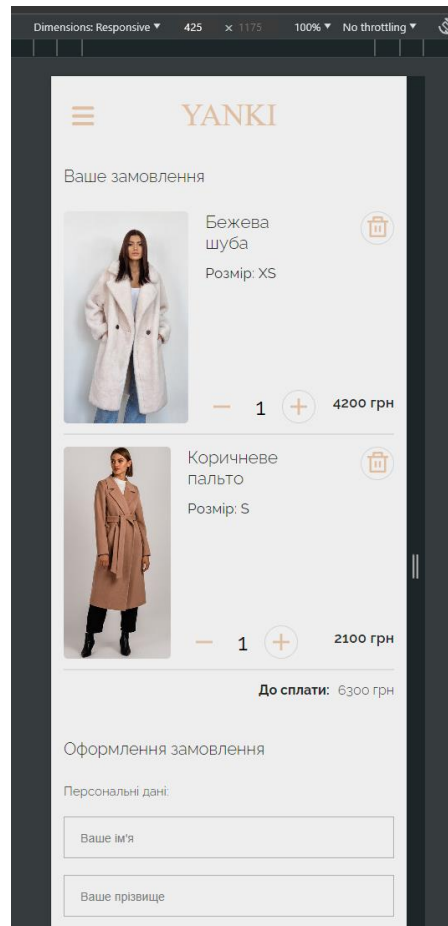 Dimensions: Responsive ▼ 425 × 1175 100% ▼ No throttling ▼
YANKI
Ваше замовлення
Бежева
шуба
Розмір: XS
1 4200 грн
Коричневе
пальто
Розмір: S
1 2100 грн
До сплати: 6300 грн
Оформлення замовлення
Персональні дані:
Ваше ім'я
Ваше прізвище